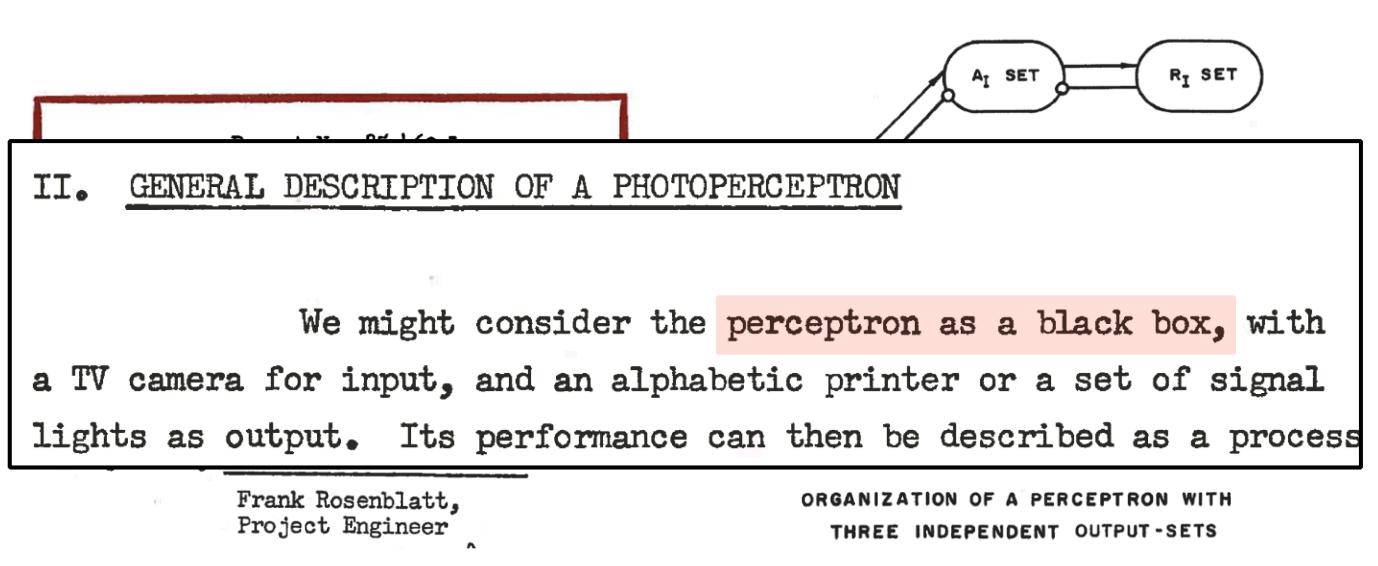 A_I SET
R_I SET
II. GENERAL DESCRIPTION OF A PHOTOPERCEPTRON
We might consider the perceptron as a black box, with
a TV camera for input, and an alphabetic printer or a set of signal
lights as output. Its performance can then be described as a process
Frank Rosenblatt,
Project Engineer
ORGANIZATION OF A PERCEPTRON WITH
THREE INDEPENDENT OUTPUT-SETS